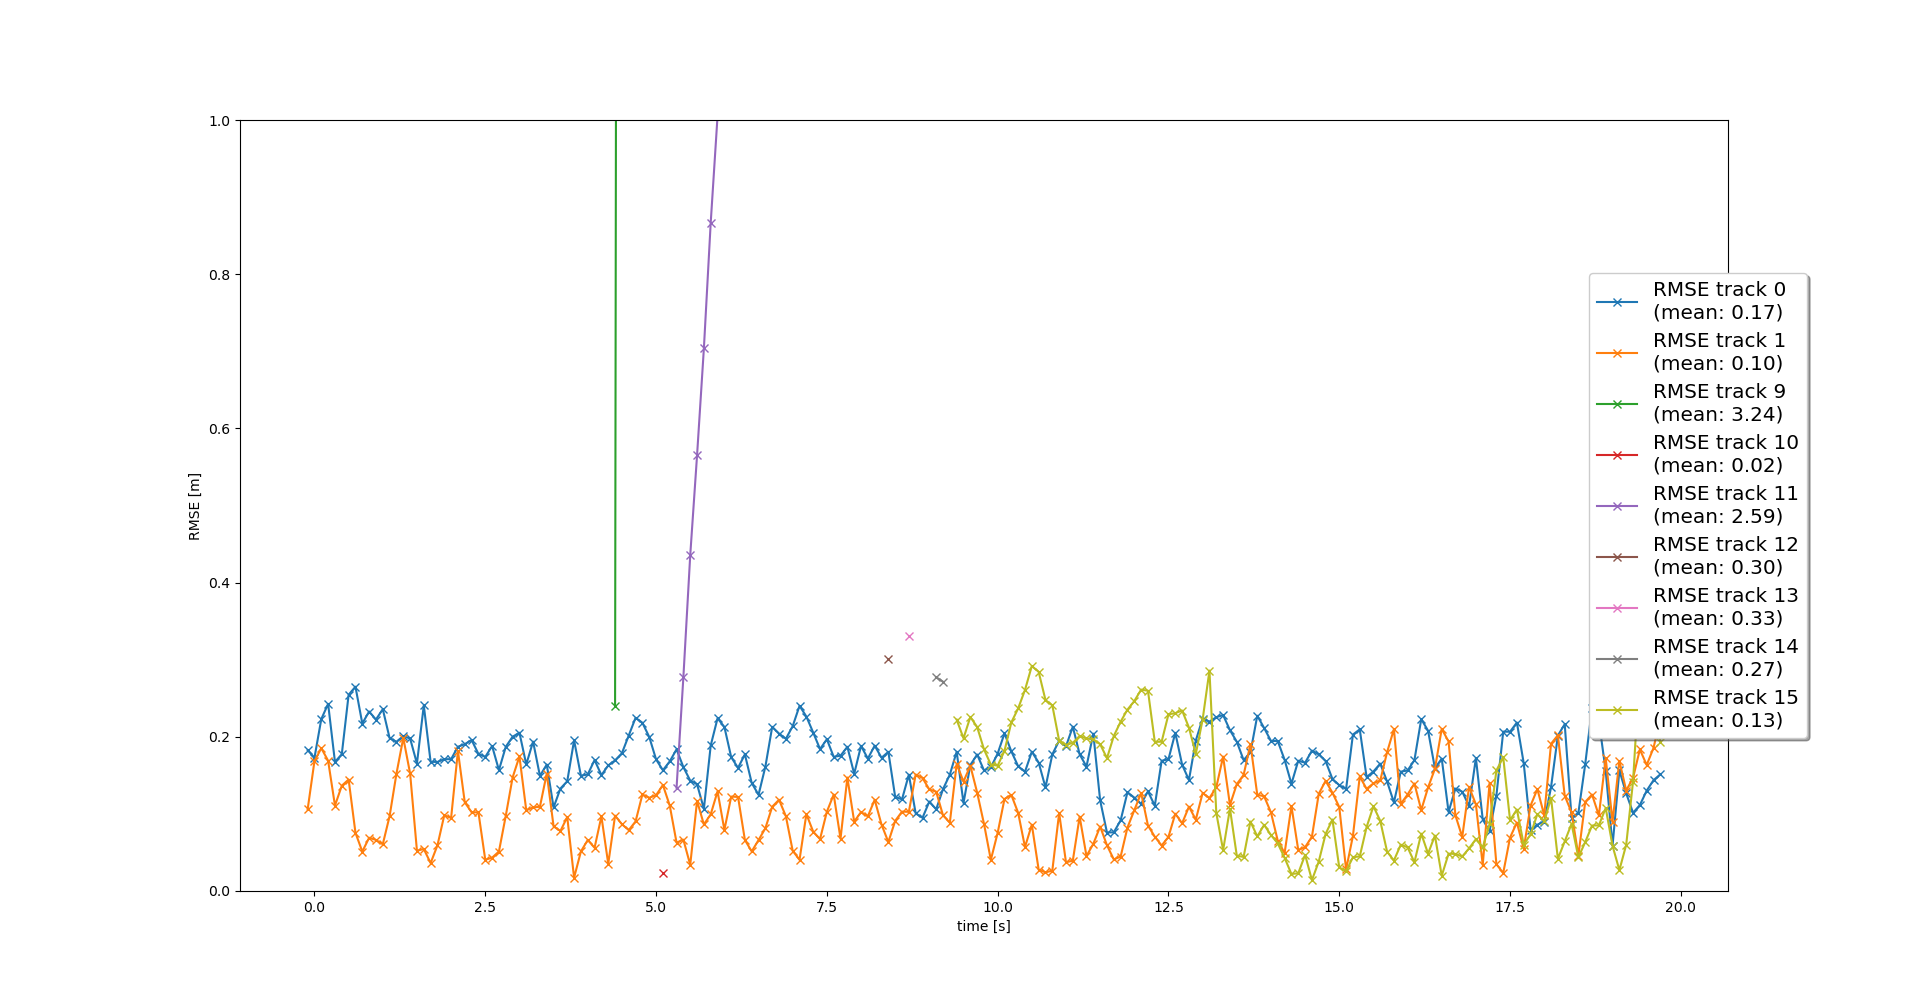 1.0
0.8
0.6
0.4
0.2
0.0
RMSE [m]
0.0 2.5 5.0 7.5 10.0 12.5 15.0 17.5 20.0
time [s]
RMSE track 0
(mean: 0.17)
RMSE track 1
(mean: 0.10)
RMSE track 9
(mean: 3.24)
RMSE track 10
(mean: 0.02)
RMSE track 11
(mean: 2.59)
RMSE track 12
(mean: 0.30)
RMSE track 13
(mean: 0.33)
RMSE track 14
(mean: 0.27)
RMSE track 15
(mean: 0.13)